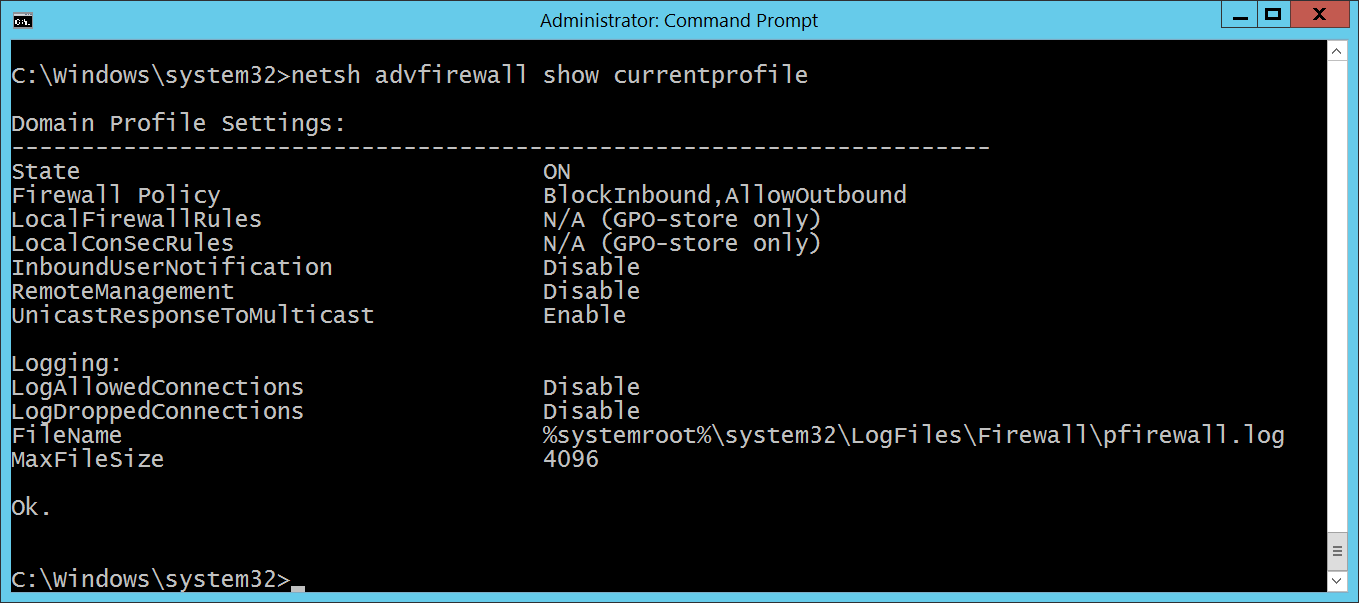 Administrator: Command Prompt
C:\Windows\system32>netsh advfirewall show currentprofile
Domain Profile Settings:
----------------------------------------------------------------------
State                                 ON
Firewall Policy                       BlockInbound,AllowOutbound
LocalFirewallRules                    N/A (GPO-store only)
LocalConSecRules                      N/A (GPO-store only)
InboundUserNotification               Disable
RemoteManagement                      Disable
UnicastResponseToMulticast            Enable
Logging:
LogAllowedConnections                 Disable
LogDroppedConnections                 Disable
FileName                              %systemroot%\system32\LogFiles\Firewall\pfirewall.log
MaxFileSize                           4096
Ok.
C:\Windows\system32>